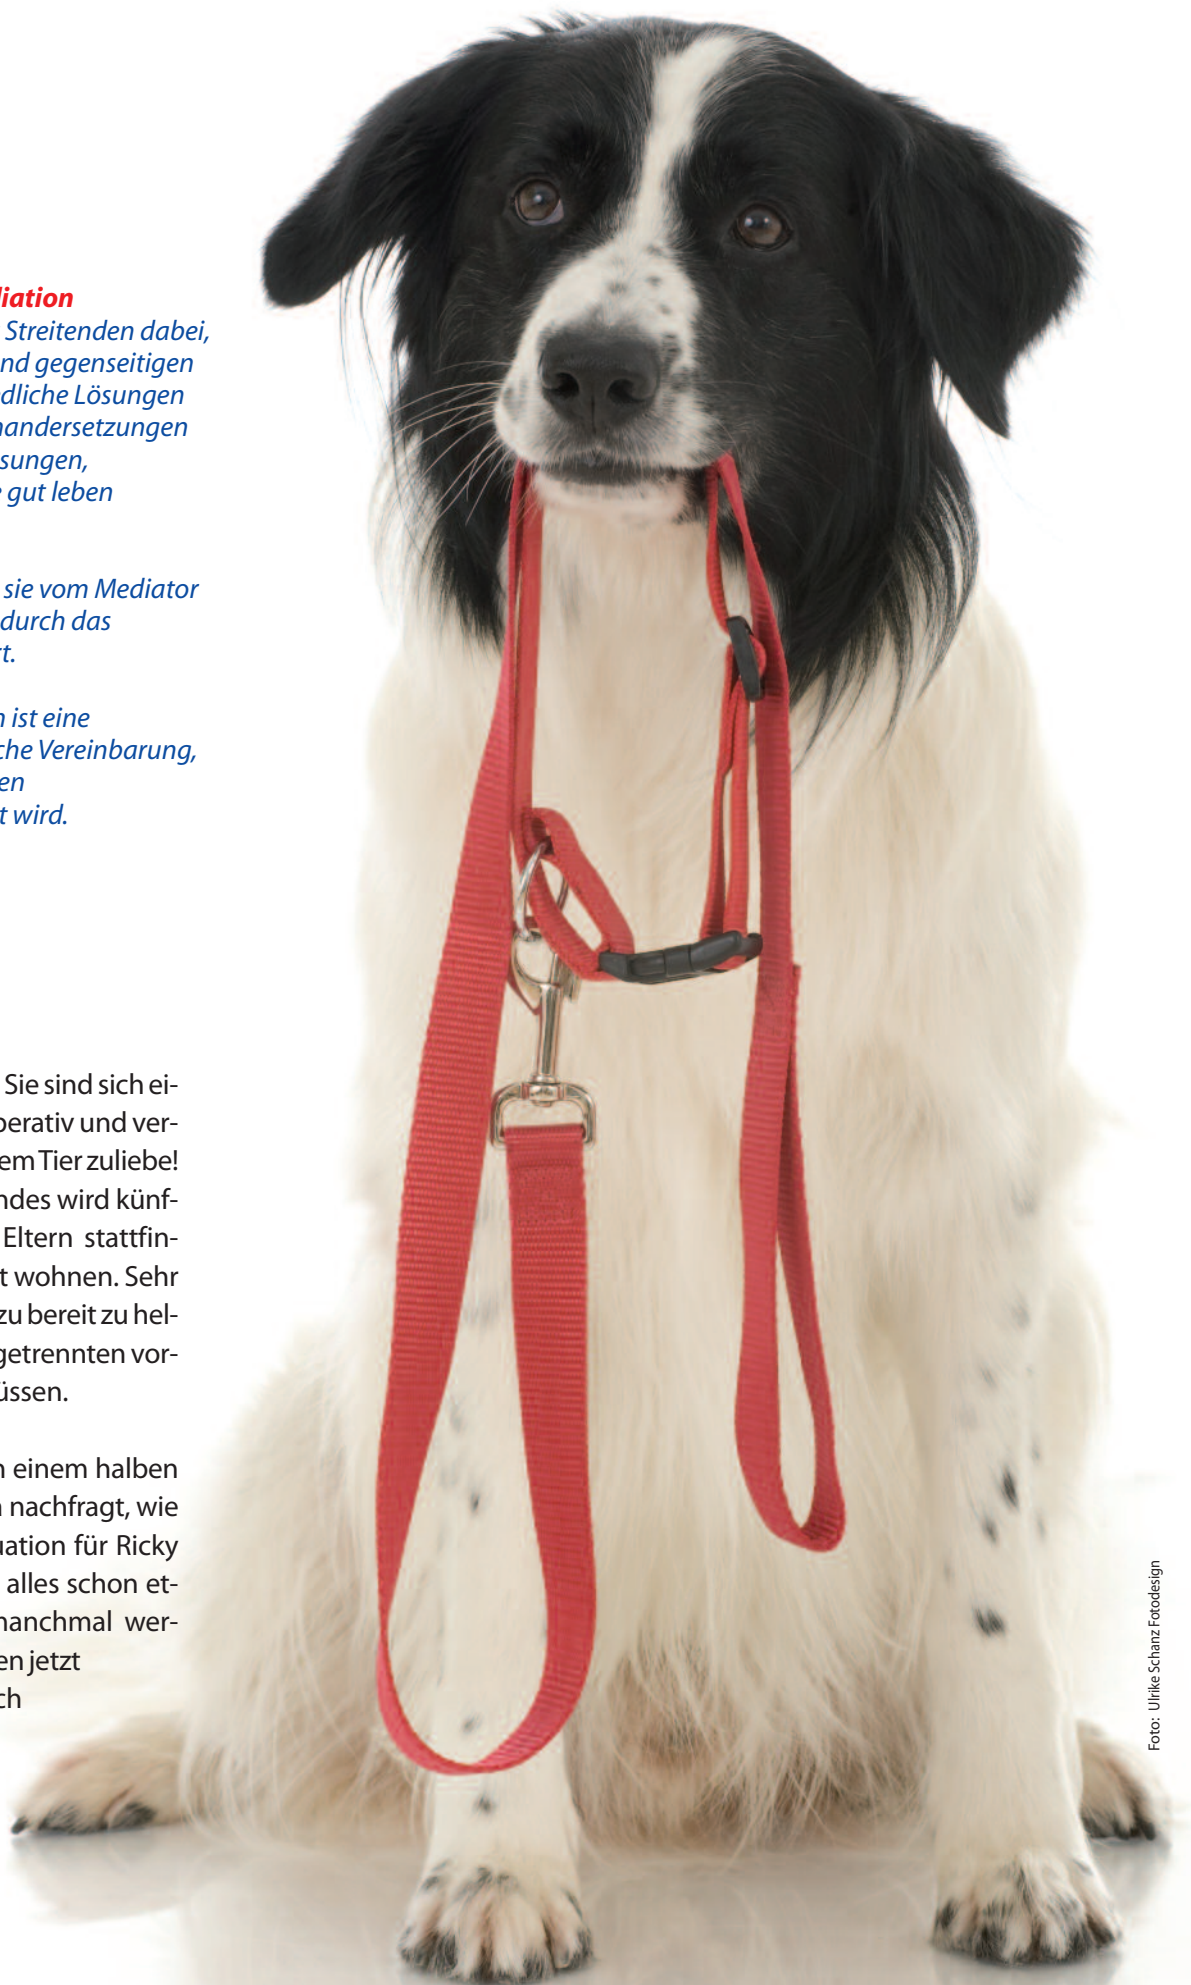 liation
Streitenden dabei,
nd gegenseitigen
dliche Lösungen
nandersetzungen
sungen,
gut leben
sie vom Mediator
durch das
t.
n ist eine
che Vereinbarung,
en
t wird.
Sie sind sich ei-
perativ und ver-
em Tier zuliebe!
ndes wird künf-
Eltern stattfin-
t wohnen. Sehr
zu bereit zu hel-
getrennten vor-
üssen.
n einem halben
n nachfragt, wie
uation für Ricky
alles schon et-
manchmal wer-
en jetzt
ch
Foto: Ulrike Schanz Fotodesign